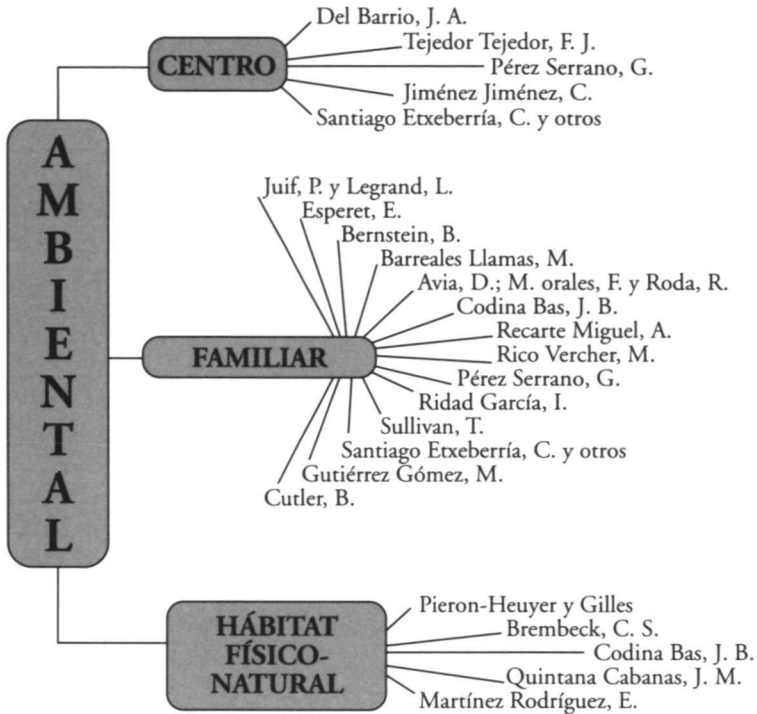 AMBIENTAL
CENTRO
Del Barrio, J. A.
Tejedor Tejedor, F. J.
Pérez Serrano, G.
Jiménez Jiménez, C.
Santiago Etxeberría, C. y otros
FAMILIAR
Juif, P. y Legrand, L.
Esperet, E.
Bernstein, B.
Barreales Llamas, M.
Avia, D.; M. orales, F. y Roda, R.
Codina Bas, J. B.
Recarte Miguel, A.
Rico Vercher, M.
Pérez Serrano, G.
Ridad García, I.
Sullivan, T.
Santiago Etxeberría, C. y otros
Gutiérrez Gómez, M.
Cutler, B.
HÁBITAT
FÍSICO-
NATURAL
Pieron-Heuyer y Gilles
Brembeck, C. S.
Codina Bas, J. B.
Quintana Cabanas, J. M.
Martínez Rodríguez, E.